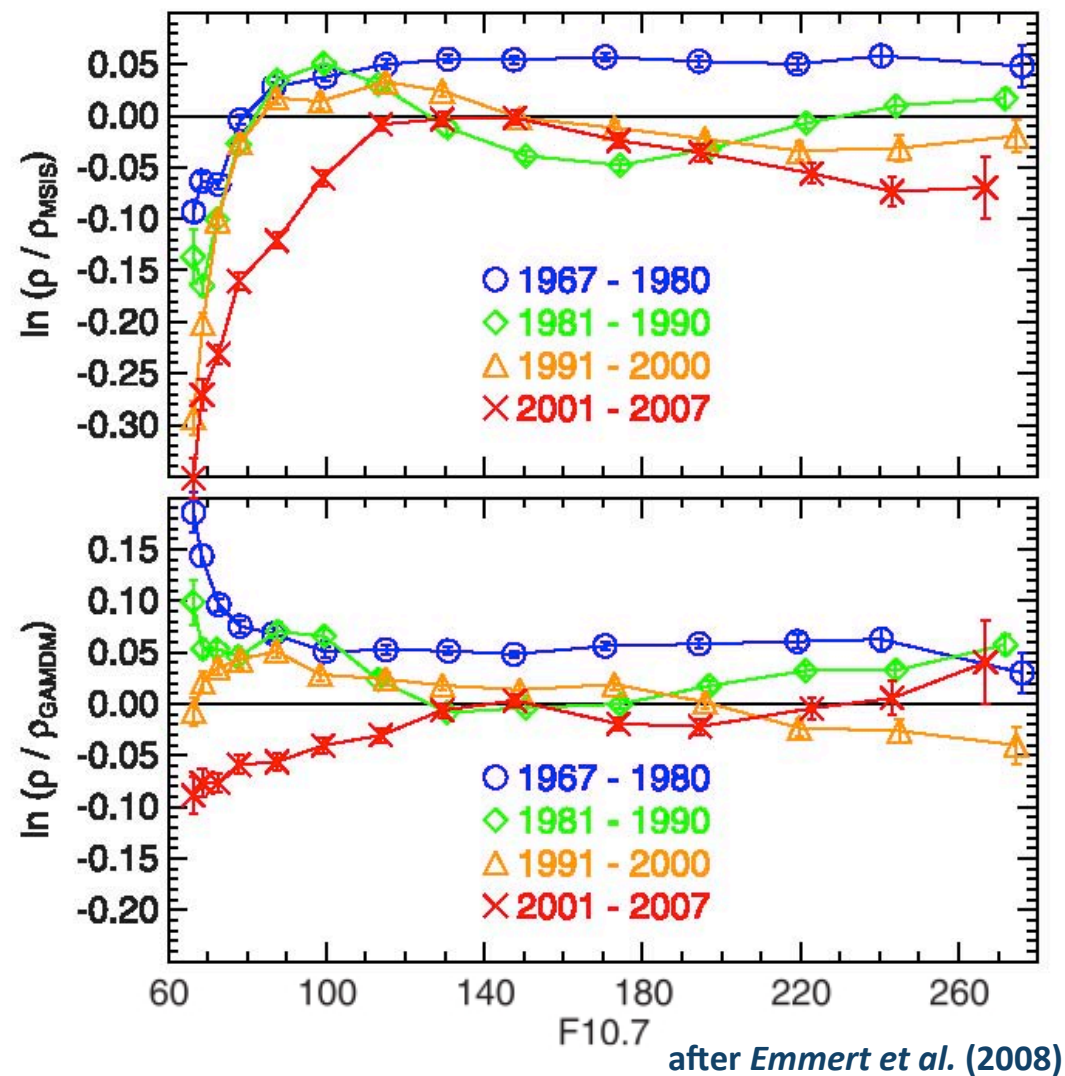 ln (ρ / ρMSIS)
0.05
0.00
-0.05
-0.10
-0.15
-0.20
-0.25
-0.30
1967 - 1980
1981 - 1990
1991 - 2000
2001 - 2007
ln (ρ / ρGAMDM)
0.15
0.10
0.05
0.00
-0.05
-0.10
-0.15
-0.20
1967 - 1980
1981 - 1990
1991 - 2000
2001 - 2007
60 100 140 180 220 260
F10.7
after Emmert et al. (2008)